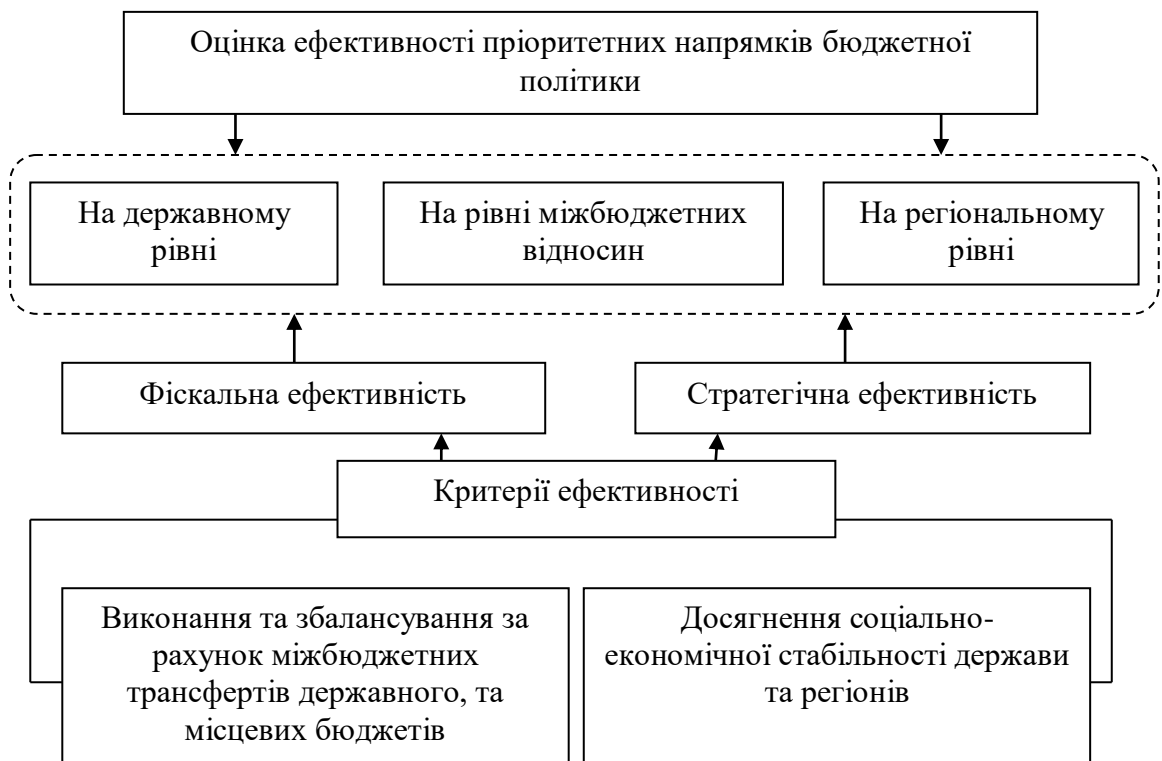 Оцінка ефективності пріоритетних напрямків бюджетної
політики
На державному
рівні
На рівні міжбюджетних
відносин
На регіональному
рівні
Фіскальна ефективність
Стратегічна ефективність
Критерії ефективності
Виконання та збалансування за
рахунок міжбюджетних
трансфертів державного, та
місцевих бюджетів
Досягнення соціально-
економічної стабільності держави
та регіонів